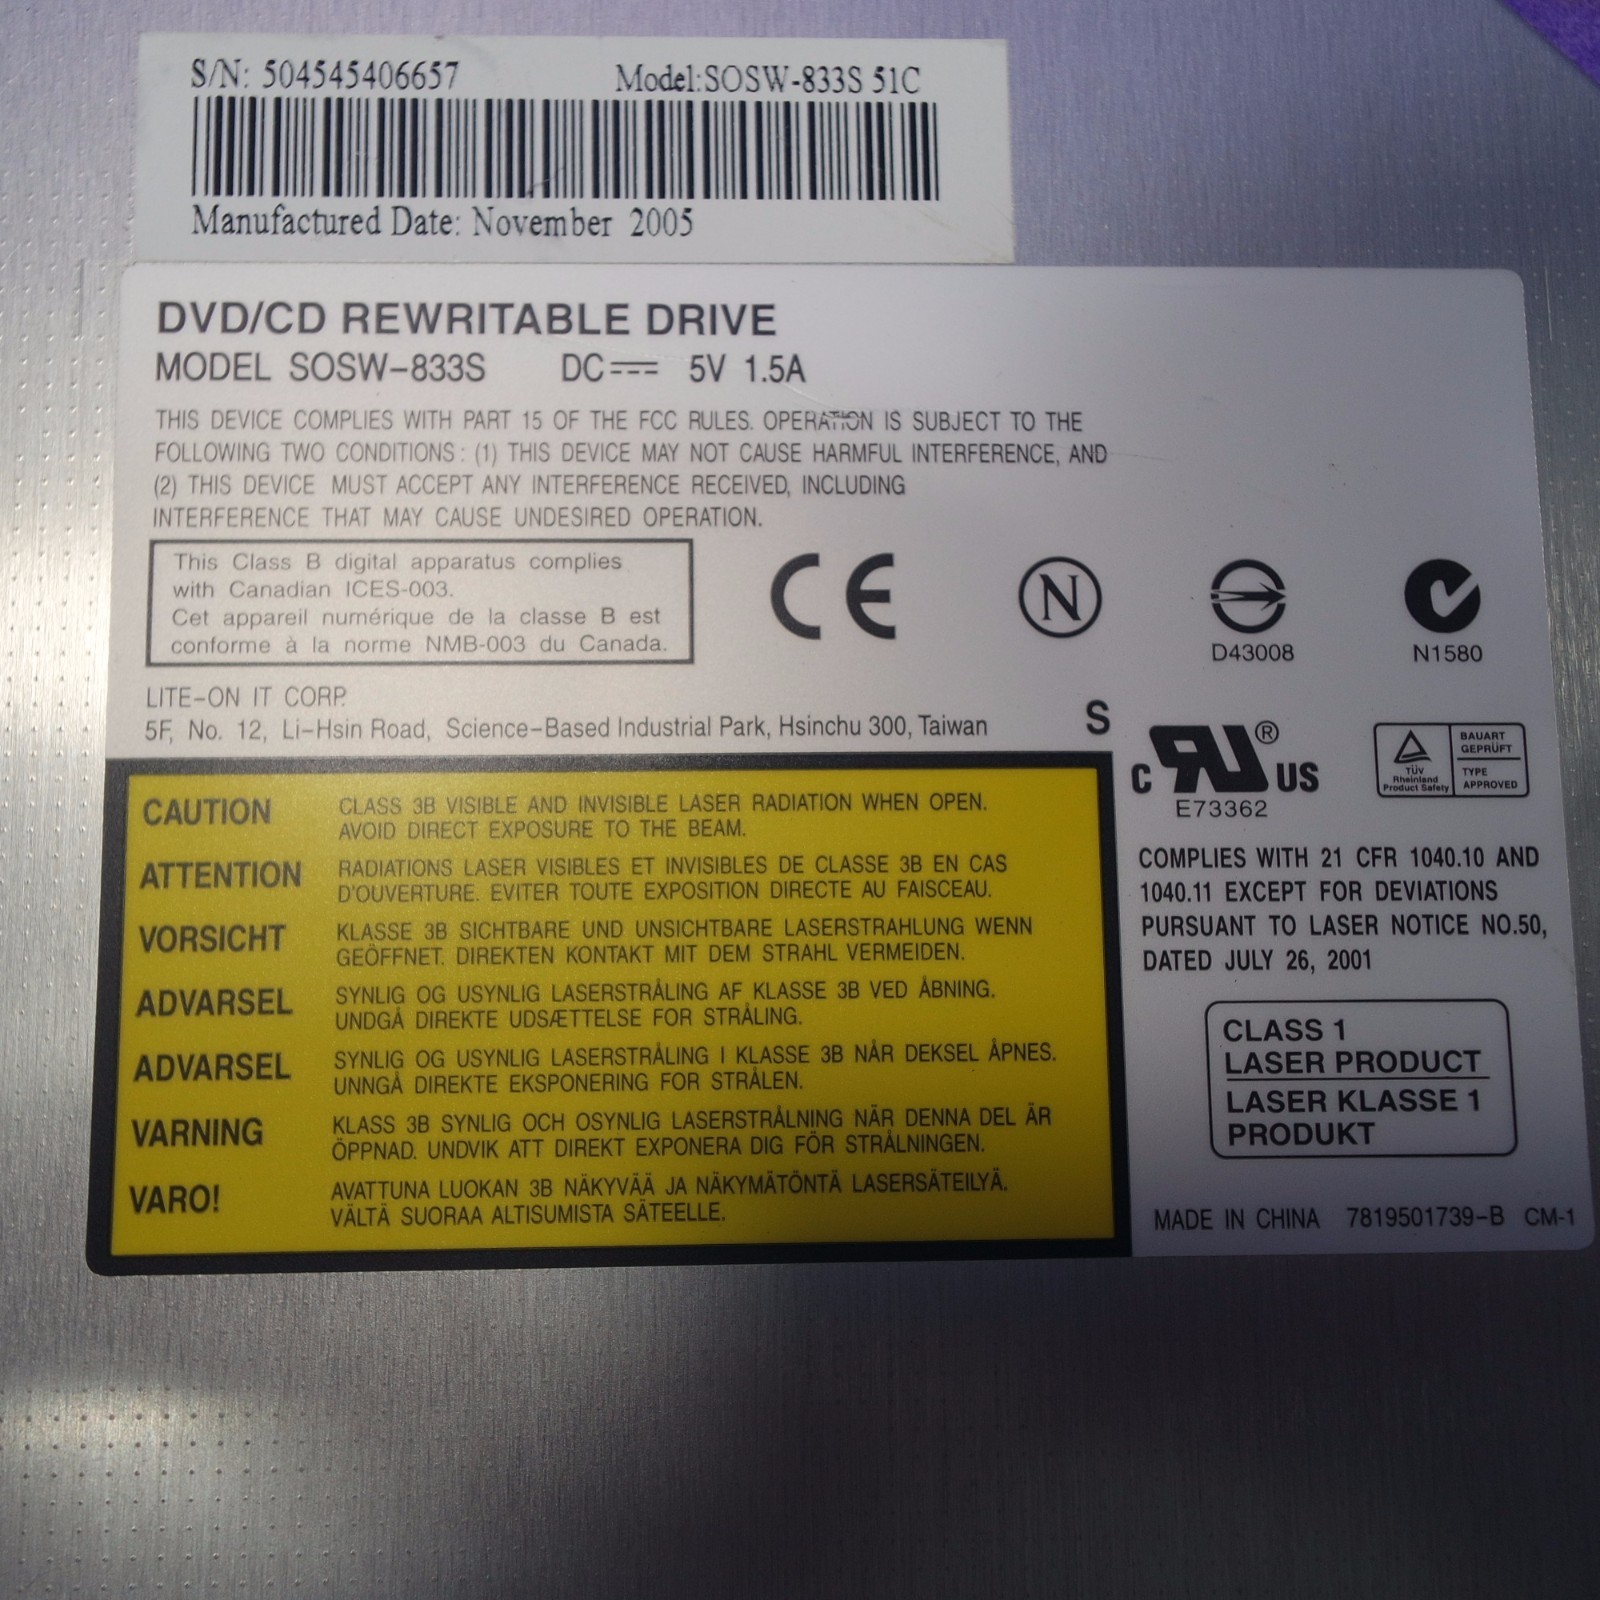 S/N: 504545406657 Model:SOSW-833S 51C
Manufactured Date: November 2005
DVD/CD REWRITABLE DRIVE
MODEL SOSW-833S DC 5V 1.5A
THIS DEVICE COMPLIES WITH PART 15 OF THE FCC RULES. OPERATION IS SUBJECT TO THE
FOLLOWING TWO CONDITIONS: (1) THIS DEVICE MAY NOT CAUSE HARMFUL INTERFERENCE, AND
(2) THIS DEVICE MUST ACCEPT ANY INTERFERENCE RECEIVED, INCLUDING
INTERFERENCE THAT MAY CAUSE UNDESIRED OPERATION.
This Class B digital apparatus complies
with Canadian ICES-003.
Cet appareil numérique de la classe B est
conforme à la norme NMB-003 du Canada.
CE
N
D43008
N1580
LITE-ON IT CORP.
5F, No. 12, Li-Hsin Road, Science-Based Industrial Park, Hsinchu 300, Taiwan
S
c RU® US
E73362
TÜV
Rheinland
Product Safety
BAUART
GEPRÜFT
TYPE
APPROVED
CAUTION CLASS 3B VISIBLE AND INVISIBLE LASER RADIATION WHEN OPEN.
AVOID DIRECT EXPOSURE TO THE BEAM.
ATTENTION RADIATIONS LASER VISIBLES ET INVISIBLES DE CLASSE 3B EN CAS
D'OUVERTURE. EVITER TOUTE EXPOSITION DIRECTE AU FAISCEAU.
VORSICHT KLASSE 3B SICHTBARE UND UNSICHTBARE LASERSTRAHLUNG WENN
GEÖFFNET. DIREKTEN KONTAKT MIT DEM STRAHL VERMEIDEN.
ADVARSEL SYNLIG OG USYNLIG LASERSTRÅLING AF KLASSE 3B VED ÅBNING.
UNDGÅ DIREKTE UDSÆTTELSE FOR STRÅLING.
ADVARSEL SYNLIG OG USYNLIG LASERSTRÅLING I KLASSE 3B NÅR DEKSEL ÅPNES.
UNNGÅ DIREKTE EKSPONERING FOR STRÅLEN.
VARNING KLASS 3B SYNLIG OCH OSYNLIG LASERSTRÅLNING NÄR DENNA DEL ÄR
ÖPPNAD. UNDVIK ATT DIREKT EXPONERA DIG FÖR STRÅLNINGEN.
VARO! AVATTUNA LUOKAN 3B NÄKYVÄÄ JA NÄKYMÄTÖNTÄ LASERSÄTEILYÄ.
VÄLTÄ SUORAA ALTISUMISTA SÄTEELLE.
COMPLIES WITH 21 CFR 1040.10 AND
1040.11 EXCEPT FOR DEVIATIONS
PURSUANT TO LASER NOTICE NO.50,
DATED JULY 26, 2001
CLASS 1
LASER PRODUCT
LASER KLASSE 1
PRODUKT
MADE IN CHINA 7819501739-B CM-1